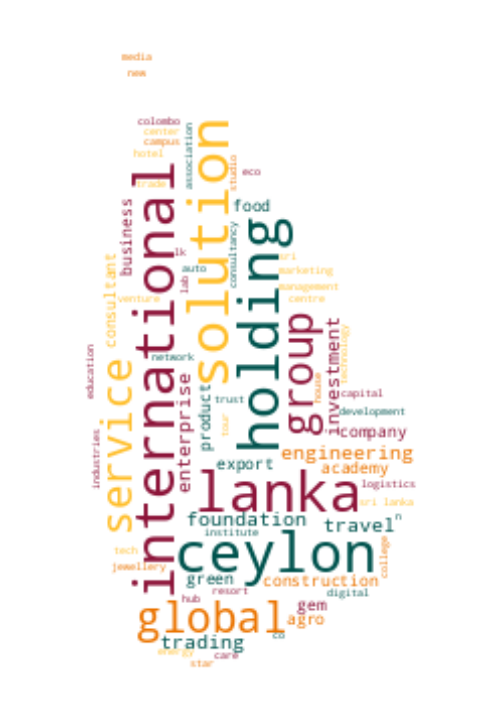 media
new
colombo
center
campus
hotel
trade
association
solution
studio
eco
food
international
business
lk
auto
lab
consultancy
holding
sri
marketing
management
centre
consultant
venture
network
education
service
industries
enterprise
product
trust
tour
group
house
investment
technology
capital
development
company
engineering
academy
export
lanka
logistics
sri lanka
foundation
travel
n
institute
ceylon
college
tech
jewellery
green
construction
resort
digital
hub
gem
global
agro
co
trading
energy
care
star